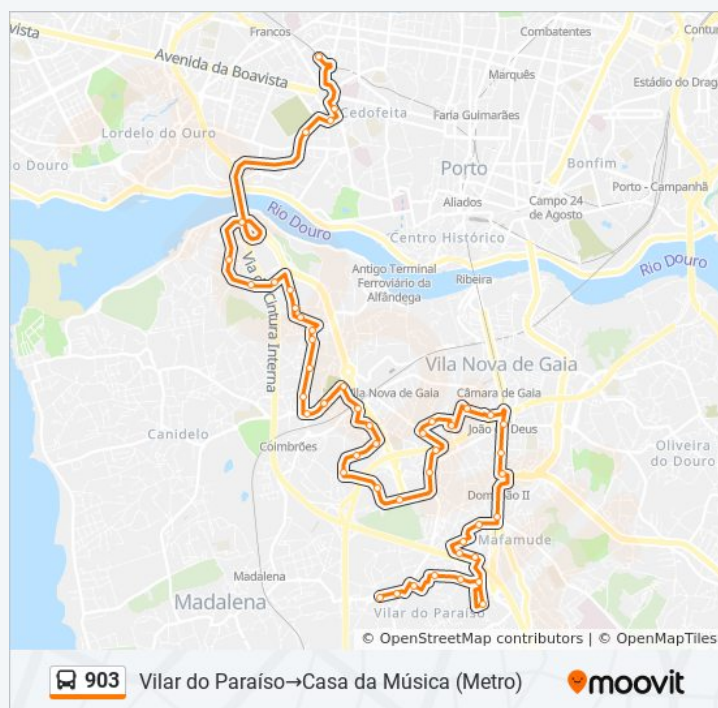 Francos
Combatentes
Contu
Boavista
Avenida da Boavista
Marquês
Estádio do Drag
Cedofeita
Faria Guimarães
Lordelo do Ouro
Porto
Bonfim
o Douro
Porto - Campanhã
Aliados
Campo 24
de Agosto
Rio Douro
Centro Histórico
Via de Cintura Interna
Antigo Terminal
Ferroviário da
Alfândega
Ribeira
Rio Douro
Vila Nova de Gaia
Vila Nova de Gaia
Câmara de Gaia
João de Deus
Canidelo
Coimbrões
Oliveira
do Douro
Dom João II
Mafamude
Madalena
Madalena
Vilar do Paraíso
© OpenStreetMap contributors | © OpenMapTiles
903 Vilar do Paraíso→Casa da Música (Metro) moovit